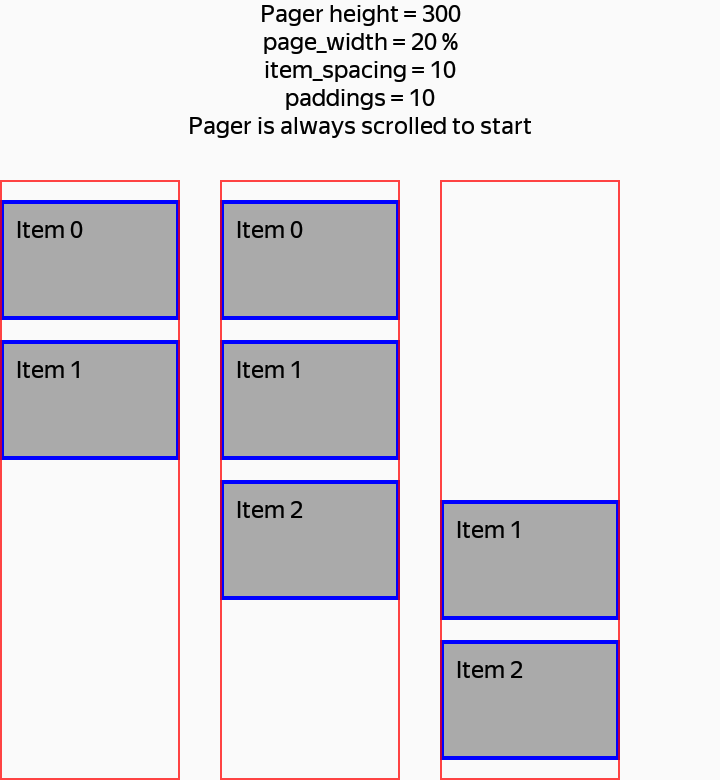 Pager height = 300
page_width = 20 %
item_spacing = 10
paddings = 10
Pager is always scrolled to start
Item 0
Item 1
Item 0
Item 1
Item 2
Item 1
Item 2